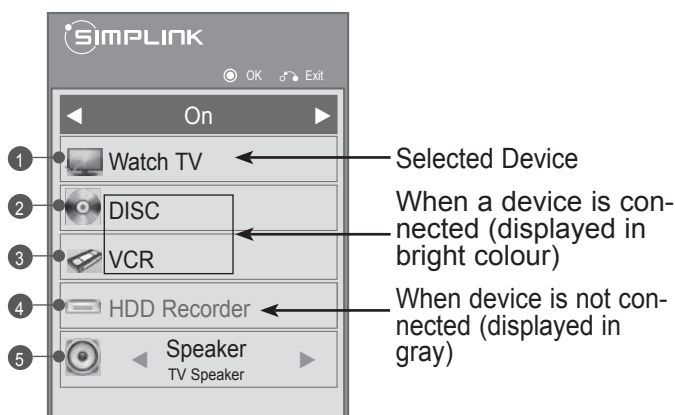 SIMPLINK
OK Exit
On
1 Watch TV
Selected Device
2 DISC
3 VCR
When a device is con-
nected (displayed in
bright colour)
4 HDD Recorder
When device is not con-
nected (displayed in
gray)
5 Speaker
TV Speaker